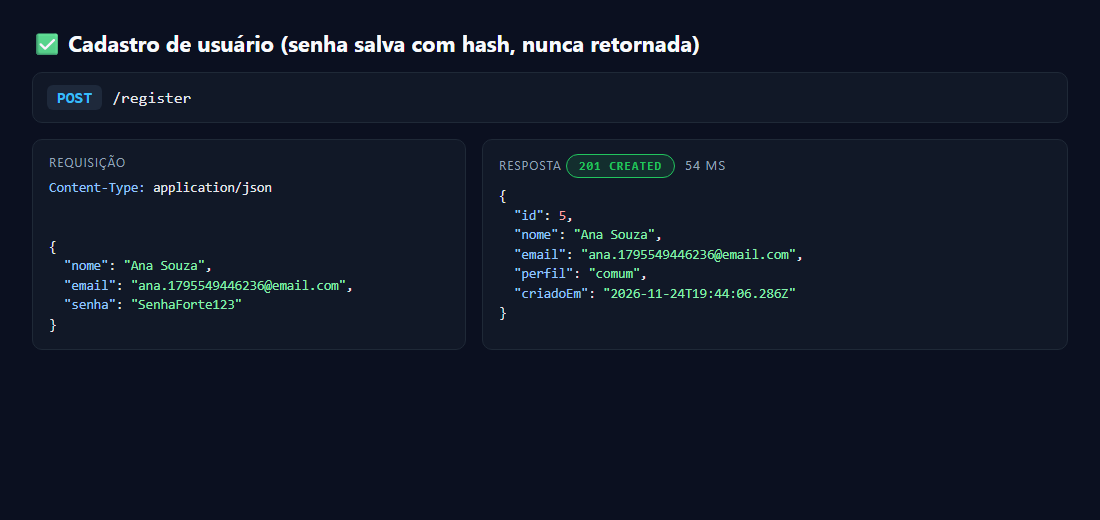 ✅ Cadastro de usuário (senha salva com hash, nunca retornada)
POST /register
REQUISIÇÃO
Content-Type: application/json
{
  "nome": "Ana Souza",
  "email": "ana.1795549446236@email.com",
  "senha": "SenhaForte123"
}
RESPOSTA 201 CREATED 54 MS
{
  "id": 5,
  "nome": "Ana Souza",
  "email": "ana.1795549446236@email.com",
  "perfil": "comum",
  "criadoEm": "2026-11-24T19:44:06.286Z"
}